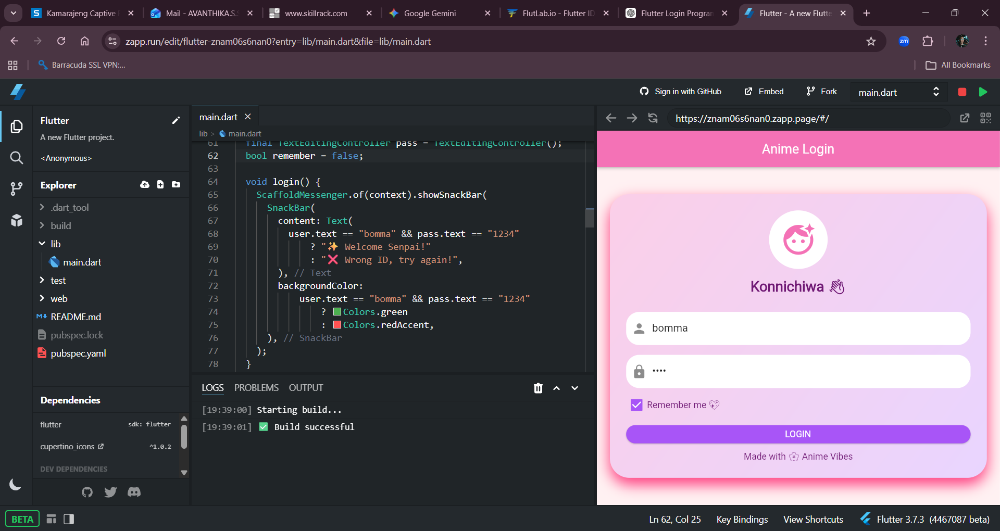 Kamarajeng Captive
Mail - AVANTHIKA.S.S
www.skillrack.com
Google Gemini
FlutLab.io - Flutter ID
Flutter Login Program
Flutter - A new Flutte
zapp.run/edit/flutter-znam06s6nan0?entry=lib/main.dart&file=lib/main.dart
zm
Barracuda SSL VPN:...
All Bookmarks
Sign in with GitHub
Embed
Fork
main.dart
Flutter
A new Flutter project.
<Anonymous>
Explorer
.dart_tool
build
lib
main.dart
test
web
README.md
pubspec.lock
pubspec.yaml
Dependencies
flutter
sdk: flutter
cupertino_icons
^1.0.2
DEV DEPENDENCIES
main.dart
lib > main.dart
61 final TextEditingController pass = TextEditingController();
62 bool remember = false;
63
64 void login() {
65 ScaffoldMessenger.of(context).showSnackBar(
66 SnackBar(
67 content: Text(
68 user.text == "bomma" && pass.text == "1234"
69 ? "✨ Welcome Senpai!"
70 : "❌ Wrong ID, try again!",
71 ), // Text
72 backgroundColor:
73 user.text == "bomma" && pass.text == "1234"
74 ? Colors.green
75 : Colors.redAccent,
76 ), // SnackBar
77 );
78 }
LOGS
PROBLEMS
OUTPUT
[19:39:00] Starting build...
[19:39:01] ✅ Build successful
https://znam06s6nan0.zapp.page/#/
Anime Login
Konnichiwa 👋
bomma
••••
Remember me 💖
LOGIN
Made with 🌸 Anime Vibes
BETA
Ln 62, Col 25
Key Bindings
View Shortcuts
Flutter 3.7.3 (4467087 beta)